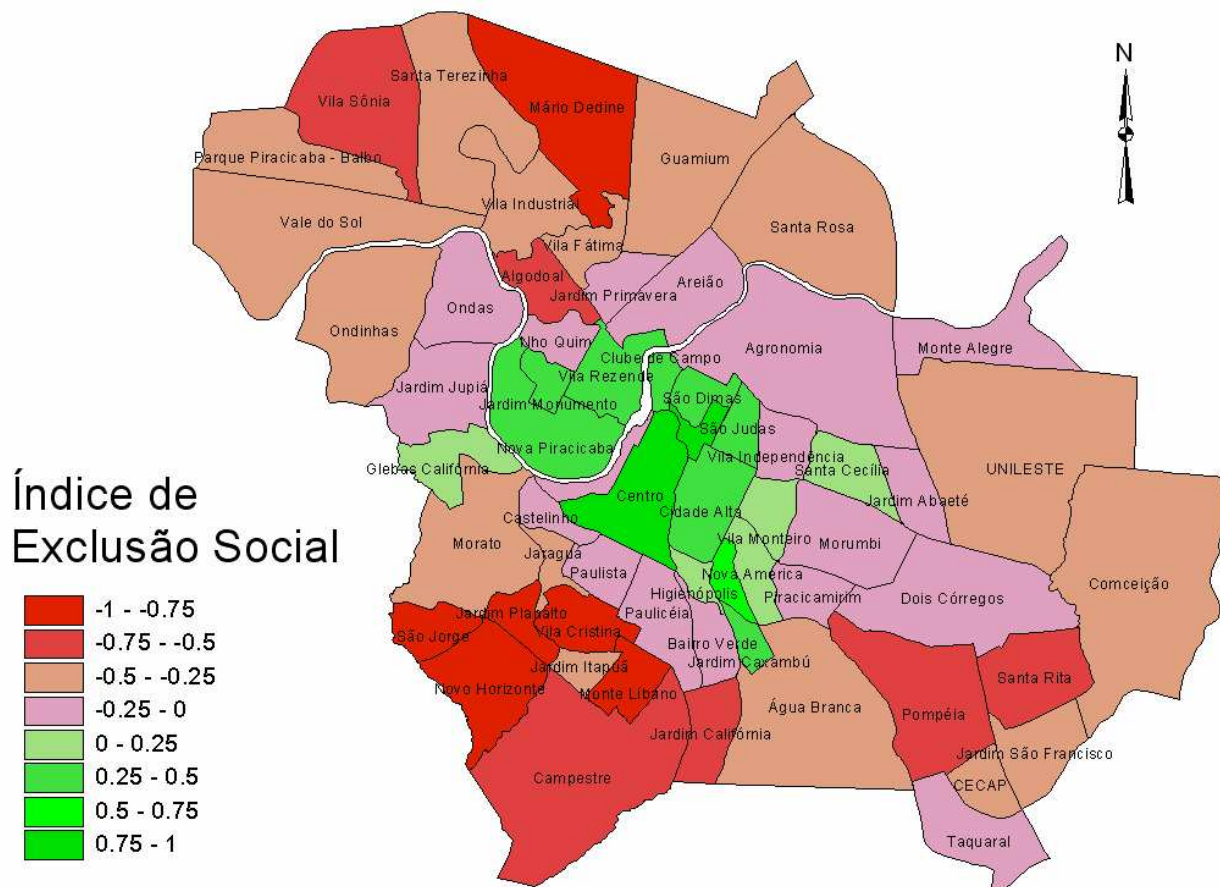 N
Santa Terezinha
Vila Sônia
Mário Dedine
Parque Piracicaba - Balbo
Guamium
Vila Industrial
Vale do Sol
Santa Rosa
Vila Fátima
Algodoal
Areião
Jardim Primavera
Ondas
Ondinhas
Nho Quim
Clube de Campo
Agronomia
Monte Alegre
Vila Rezende
Jardim Jupiá
São Dimas
Jardim Monumento
São Judas
Nova Piracicaba
Vila Independência
Glebas Califórnia
Santa Cecília
UNILESTE
Centro
Jardim Abaeté
Cidade Alta
Castelinho
Vila Monteiro
Morumbi
Morato
Jaraguá
Paulista
Nova América
Comceição
Higienópolis
Piracicamirim
Dois Córregos
Jardim Planalto
Paulicéia
São Jorge
Vila Cristina
Bairro Verde
Jardim Caxambú
Jardim Itapuã
Santa Rita
Novo Horizonte
Monte Líbano
Água Branca
Pompéia
Jardim Califórnia
Jardim São Francisco
Campestre
CECAP
Taquaral
Índice de
Exclusão Social
-1 - -0.75
-0.75 - -0.5
-0.5 - -0.25
-0.25 - 0
0 - 0.25
0.25 - 0.5
0.5 - 0.75
0.75 - 1